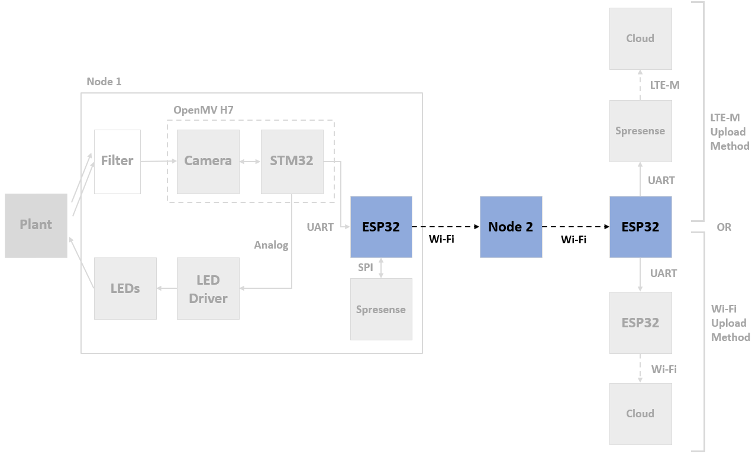 Cloud
LTE-M
Node 1
OpenMV H7
Spresense
LTE-M
Upload
Method
Filter
Camera
STM32
UART
Plant
UART
ESP32
Wi-Fi
Node 2
Wi-Fi
ESP32
OR
Analog
SPI
UART
LEDs
LED
Driver
Spresense
ESP32
Wi-Fi
Upload
Method
Wi-Fi
Cloud